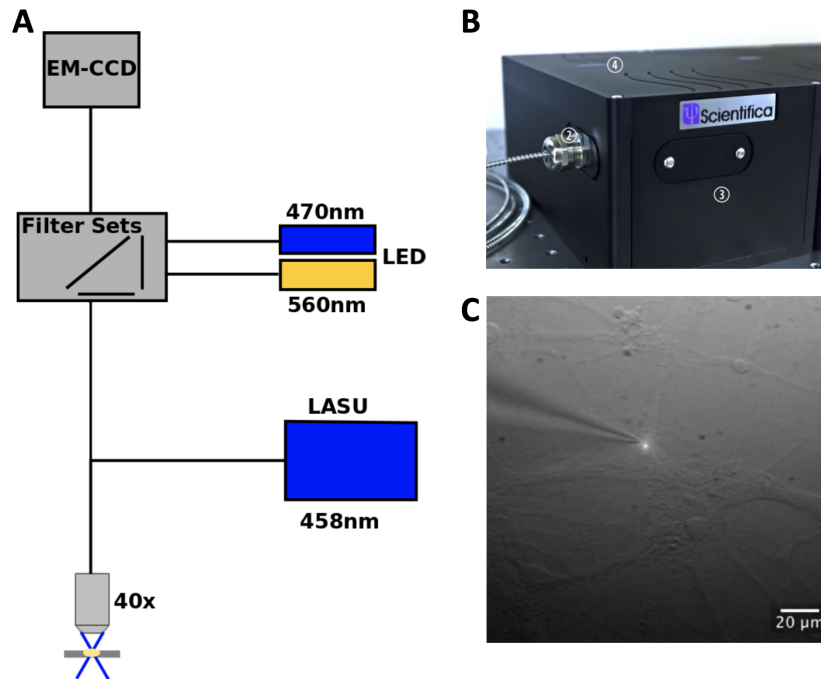 A
EM-CCD
Filter Sets
470nm
LED
560nm
LASU
458nm
40x
B
④
②
Scientifica
③
C
20 μm